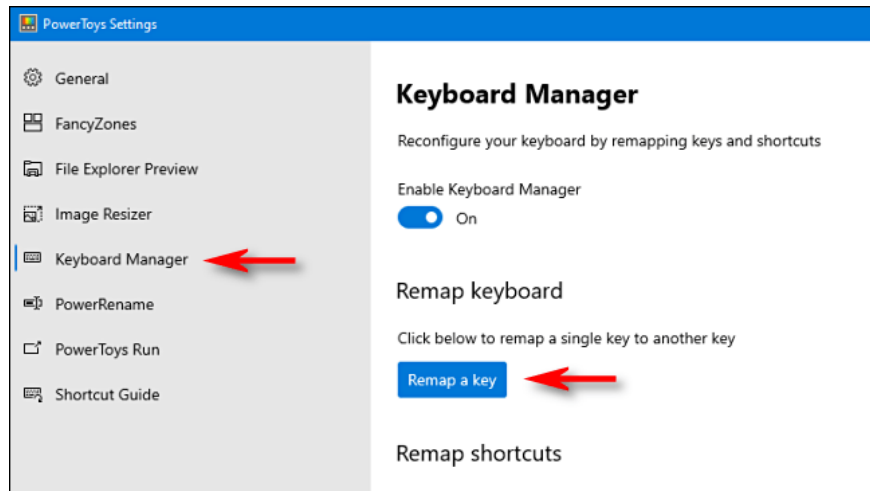 PowerToys Settings
General
FancyZones
File Explorer Preview
Image Resizer
Keyboard Manager
PowerRename
PowerToys Run
Shortcut Guide
Keyboard Manager
Reconfigure your keyboard by remapping keys and shortcuts
Enable Keyboard Manager
On
Remap keyboard
Click below to remap a single key to another key
Remap a key
Remap shortcuts